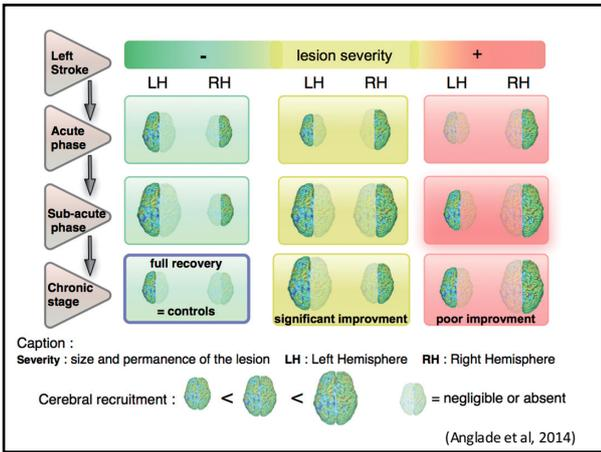 Left
Stroke
- lesion severity +
LH RH LH RH LH RH
Acute
phase
Sub-acute
phase
Chronic
stage
full recovery
= controls
significant improvment
poor improvment
Caption :
Severity : size and permanence of the lesion LH : Left Hemisphere RH : Right Hemisphere
Cerebral recruitment : < < = negligible or absent
(Anglade et al, 2014)